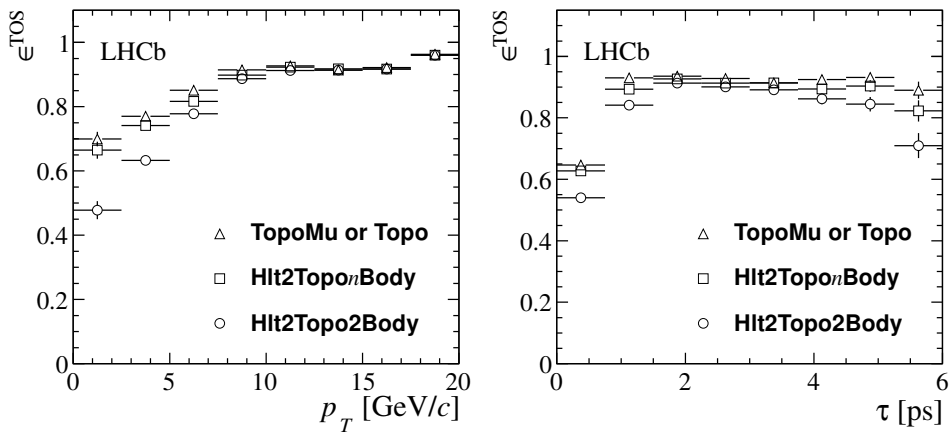 ϵ^TOS
1
0.8
0.6
0.4
0.2
0
LHCb
TopoMu or Topo
Hlt2ToponBody
Hlt2Topo2Body
0 5 10 15 20
p_T [GeV/c]
ϵ^TOS
1
0.8
0.6
0.4
0.2
0
LHCb
TopoMu or Topo
Hlt2ToponBody
Hlt2Topo2Body
0 2 4 6
τ [ps]